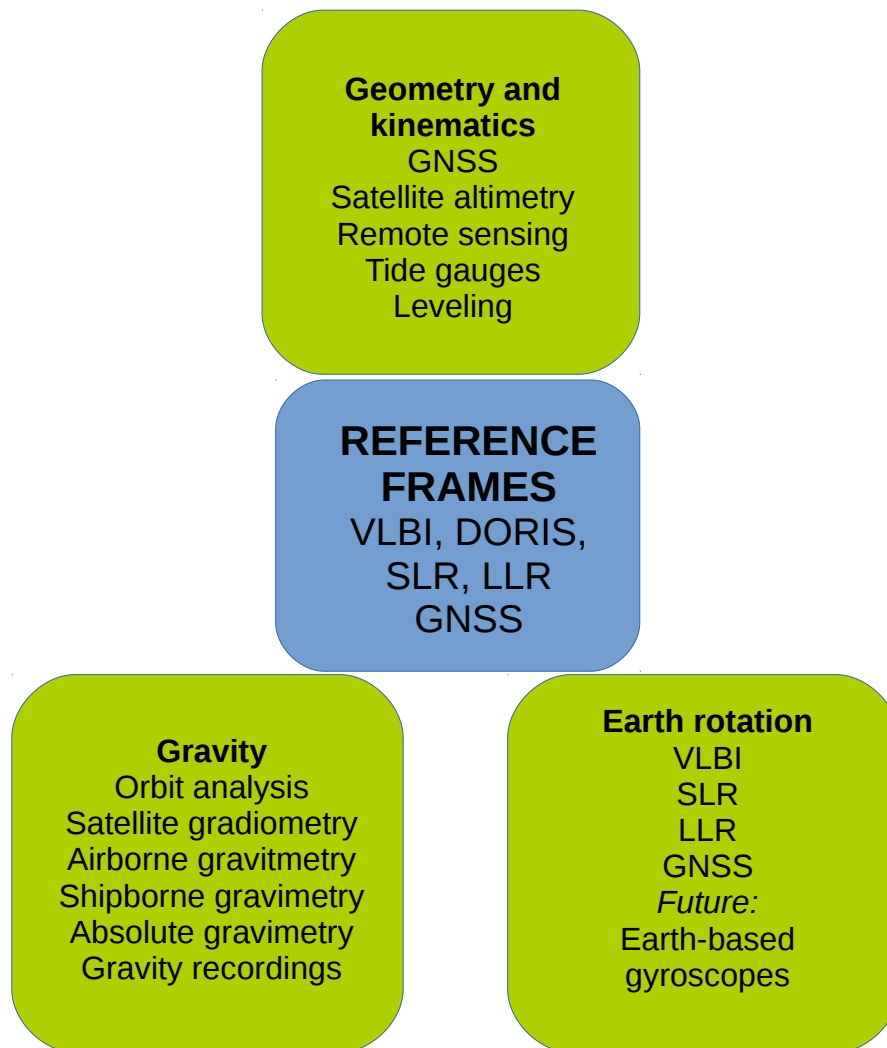 Geometry and
kinematics
GNSS
Satellite altimetry
Remote sensing
Tide gauges
Leveling
REFERENCE
FRAMES
VLBI, DORIS,
SLR, LLR
GNSS
Gravity
Orbit analysis
Satellite gradiometry
Airborne gravitmetry
Shipborne gravimetry
Absolute gravimetry
Gravity recordings
Earth rotation
VLBI
SLR
LLR
GNSS
Future:
Earth-based
gyroscopes